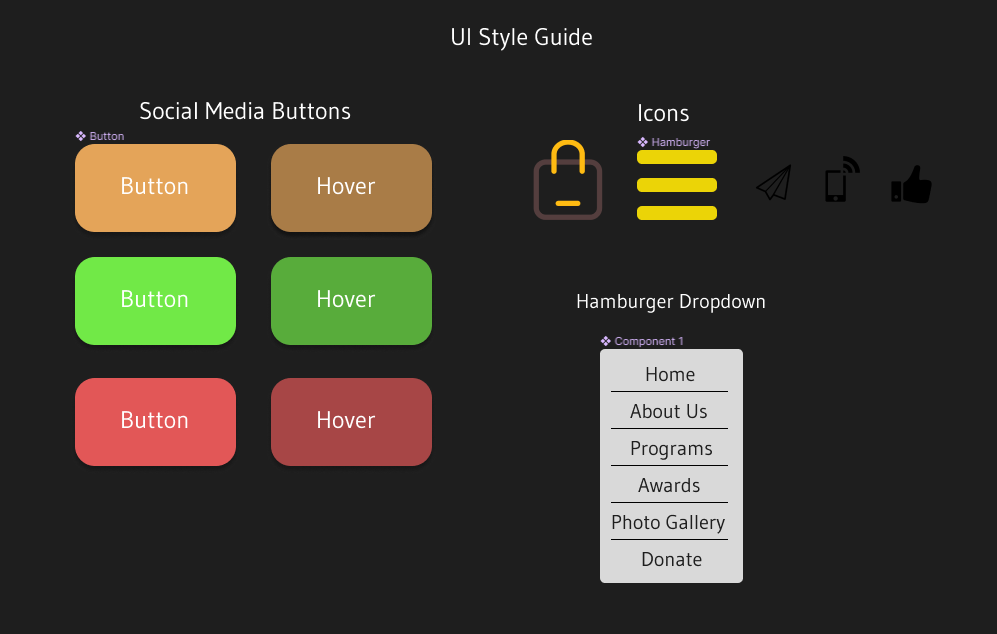 UI Style Guide
Social Media Buttons
Button
Button
Hover
Button
Hover
Button
Hover
Icons
Hamburger
Hamburger Dropdown
Component 1
Home
About Us
Programs
Awards
Photo Gallery
Donate